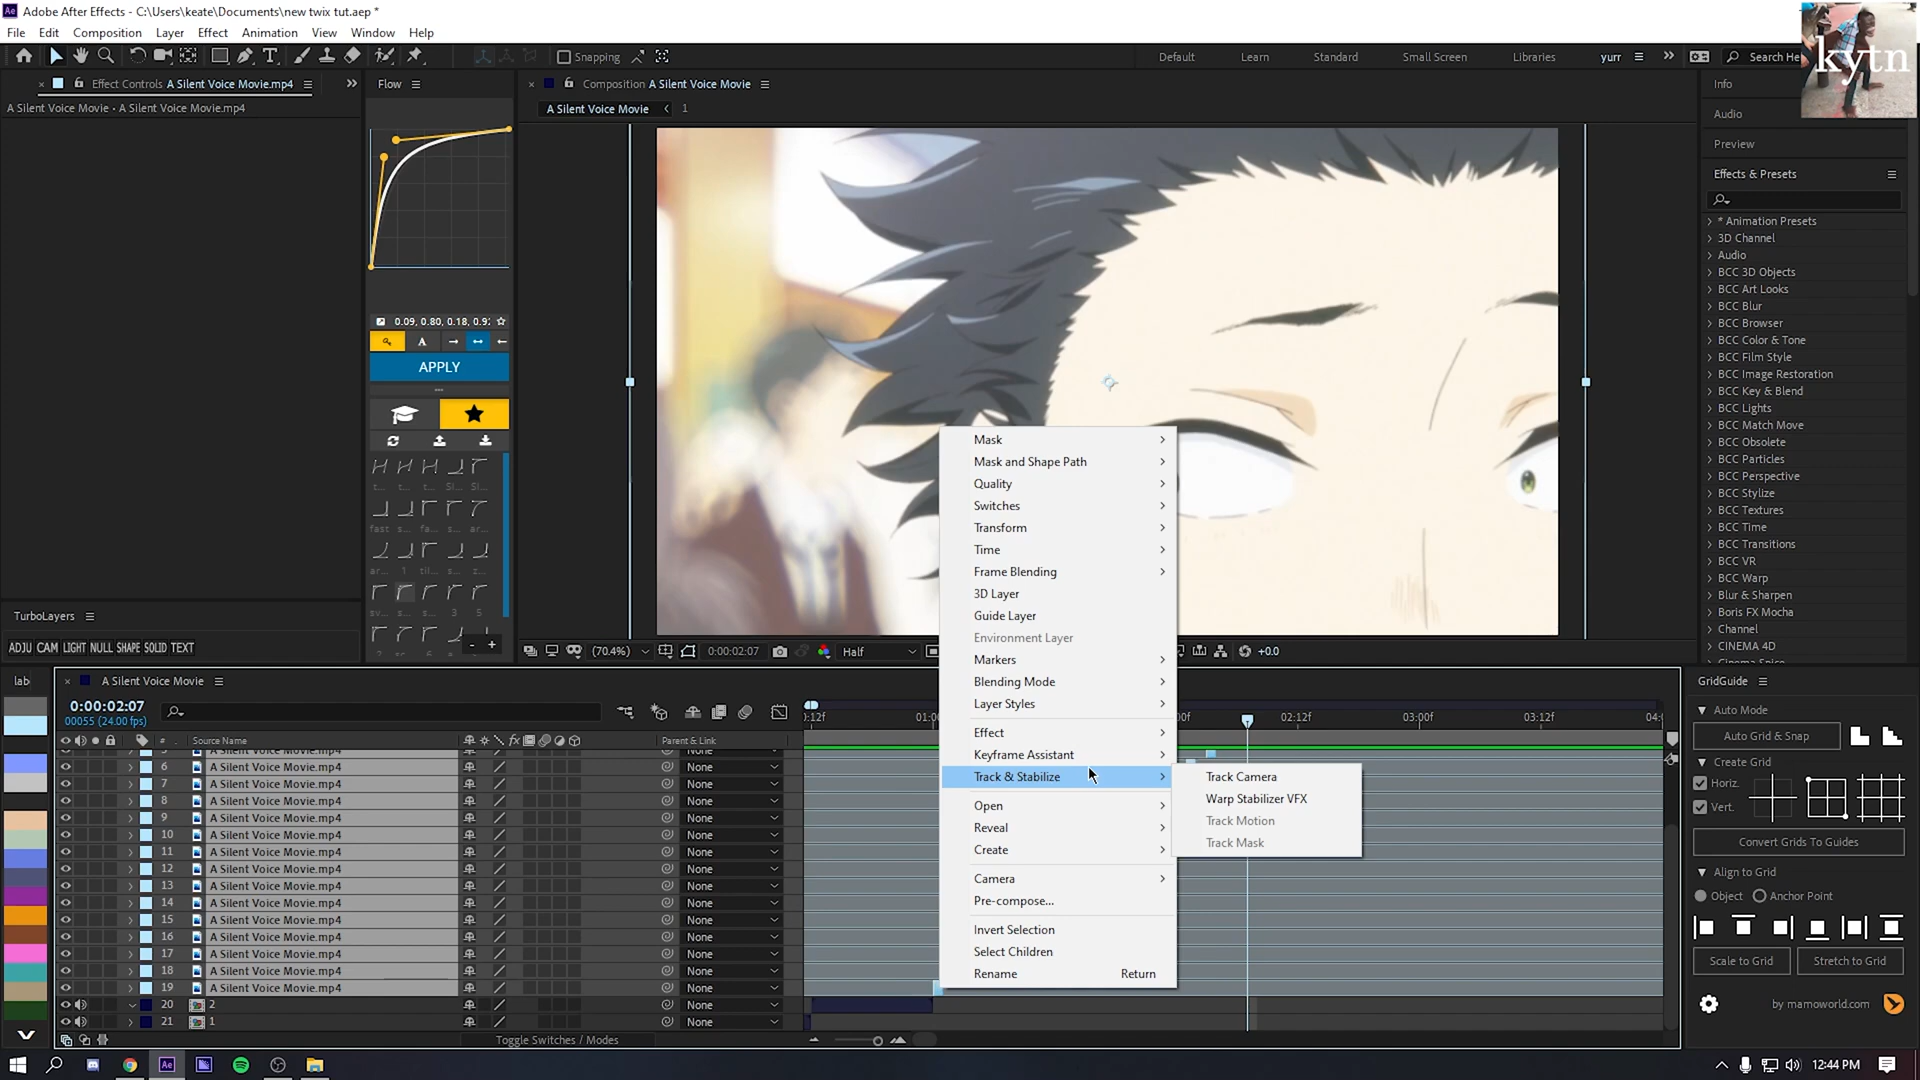 Adobe After Effects - C:\Users\keate\Documents\new twix tut.aep *
File Edit Composition Layer Effect Animation View Window Help
Snapping
Default Learn Standard Small Screen Libraries yurr
Search He
kytn
Effect Controls A Silent Voice Movie.mp4
A Silent Voice Movie • A Silent Voice Movie.mp4
Flow
0.09, 0.80, 0.18, 0.9
A
APPLY
fast
TurboLayers
ADJU CAM LIGHT NULL SHAPE SOLID TEXT
Composition A Silent Voice Movie
A Silent Voice Movie
1
(70.4%)
0:00:02:07
Half
+0.0
Info
Audio
Preview
Effects & Presets
* Animation Presets
3D Channel
Audio
BCC 3D Objects
BCC Art Looks
BCC Blur
BCC Browser
BCC Color & Tone
BCC Film Style
BCC Image Restoration
BCC Key & Blend
BCC Lights
BCC Match Move
BCC Obsolete
BCC Particles
BCC Perspective
BCC Stylize
BCC Textures
BCC Time
BCC Transitions
BCC VR
BCC Warp
Blur & Sharpen
Boris FX Mocha
Channel
CINEMA 4D
Mask
Mask and Shape Path
Quality
Switches
Transform
Time
Frame Blending
3D Layer
Guide Layer
Environment Layer
Markers
Blending Mode
Layer Styles
Effect
Keyframe Assistant
Track & Stabilize
Open
Reveal
Create
Camera
Pre-compose...
Invert Selection
Select Children
Rename Return
Track Camera
Warp Stabilizer VFX
Track Motion
Track Mask
lab
A Silent Voice Movie
0:00:02:07
00055 (24.00 fps)
# Source Name
Parent & Link
:12f 01:00 00f 02:12f 03:00f 03:12f 04:0
6 A Silent Voice Movie.mp4 None
7 A Silent Voice Movie.mp4 None
8 A Silent Voice Movie.mp4 None
9 A Silent Voice Movie.mp4 None
10 A Silent Voice Movie.mp4 None
11 A Silent Voice Movie.mp4 None
12 A Silent Voice Movie.mp4 None
13 A Silent Voice Movie.mp4 None
14 A Silent Voice Movie.mp4 None
15 A Silent Voice Movie.mp4 None
16 A Silent Voice Movie.mp4 None
17 A Silent Voice Movie.mp4 None
18 A Silent Voice Movie.mp4 None
19 A Silent Voice Movie.mp4 None
20 2 None
21 1 None
Toggle Switches / Modes
GridGuide
Auto Mode
Auto Grid & Snap
Create Grid
Horiz.
Vert.
Convert Grids To Guides
Align to Grid
Object Anchor Point
Scale to Grid Stretch to Grid
by mamoworld.com
12:44 PM